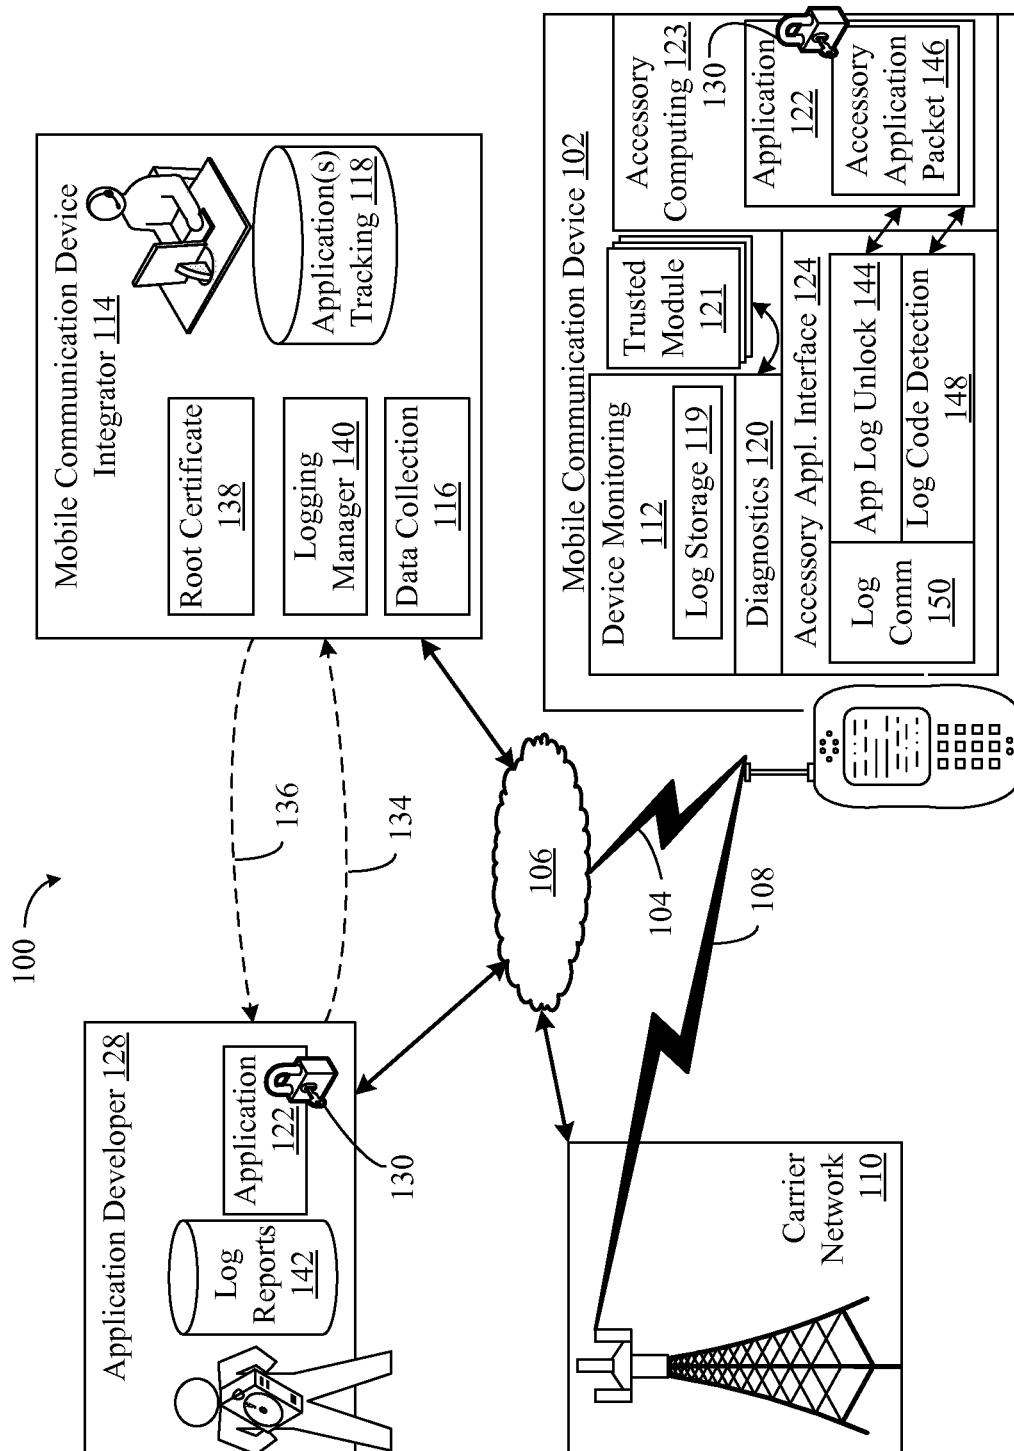 100
Application Developer 128
Log
Reports
142
Application
122
130
136
134
Mobile Communication Device
Integrator 114
Root Certificate
138
Logging
Manager 140
Data Collection
116
Application(s)
Tracking 118
106
104
108
Carrier
Network
110
Mobile Communication Device 102
Device Monitoring
112
Log Storage 119
Diagnostics 120
Trusted
Module
121
Accessory Appl. Interface 124
Log
Comm
150
App Log Unlock 144
Log Code Detection
148
Accessory
Computing 123
130
Application
122
Accessory
Application
Packet 146